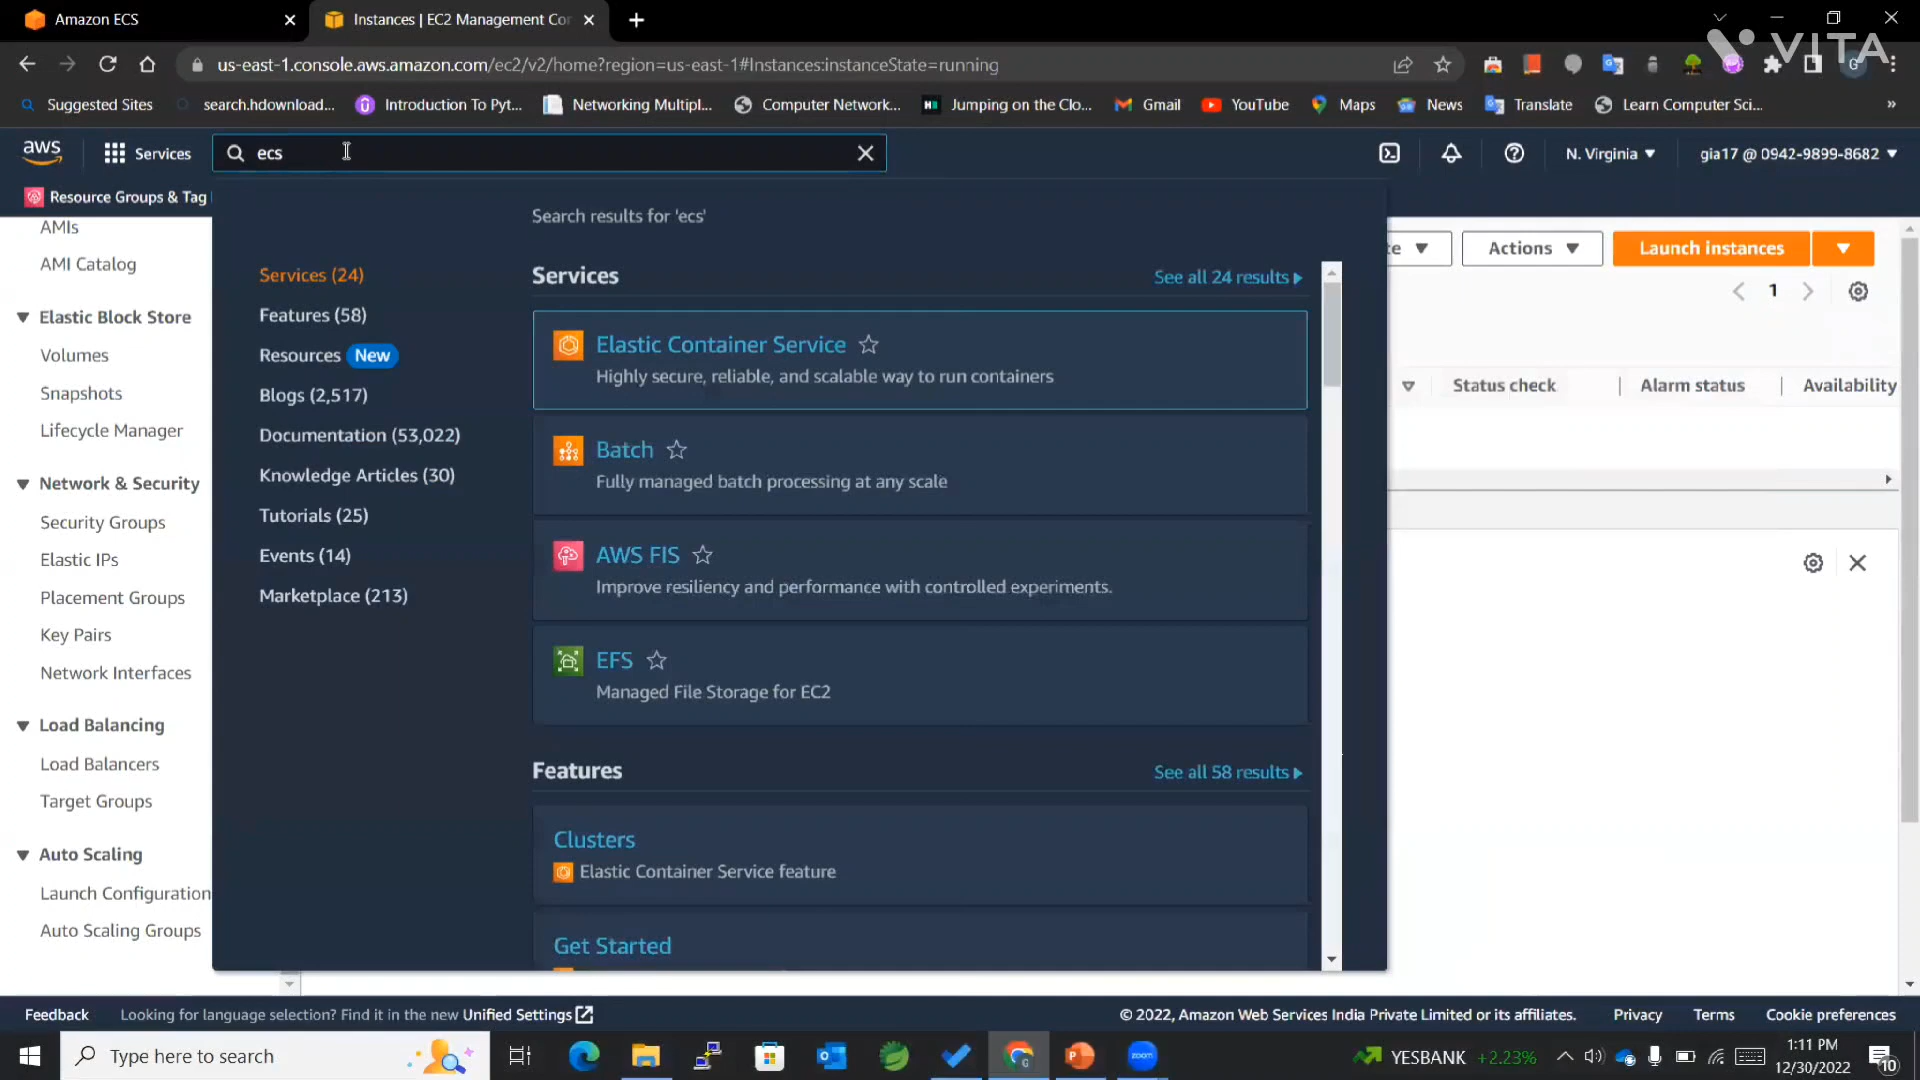 Amazon ECS
Instances | EC2 Management Con
VITA
us-east-1.console.aws.amazon.com/ec2/v2/home?region=us-east-1#Instances:instanceState=running
G
Suggested Sites
search.hdownload...
Introduction To Pyt...
Networking Multipl...
Computer Network...
Jumping on the Clo...
Gmail
YouTube
Maps
News
Translate
Learn Computer Sci...
»
aws
Services
ecs
N. Virginia
gia17 @ 0942-9899-8682
Resource Groups & Tag
Search results for 'ecs'
AMIs
AMI Catalog
Elastic Block Store
Volumes
Snapshots
Lifecycle Manager
Network & Security
Security Groups
Elastic IPs
Placement Groups
Key Pairs
Network Interfaces
Load Balancing
Load Balancers
Target Groups
Auto Scaling
Launch Configuration
Auto Scaling Groups
Services (24)
Features (58)
Resources New
Blogs (2,517)
Documentation (53,022)
Knowledge Articles (30)
Tutorials (25)
Events (14)
Marketplace (213)
Services
See all 24 results
Elastic Container Service
Highly secure, reliable, and scalable way to run containers
Batch
Fully managed batch processing at any scale
AWS FIS
Improve resiliency and performance with controlled experiments.
EFS
Managed File Storage for EC2
Features
See all 58 results
Clusters
Elastic Container Service feature
Get Started
te
Actions
Launch instances
1
Status check
Alarm status
Availability
Feedback
Looking for language selection? Find it in the new Unified Settings
© 2022, Amazon Web Services India Private Limited or its affiliates.
Privacy
Terms
Cookie preferences
Type here to search
zoom
YESBANK +2.23%
1:11 PM
12/30/2022
10